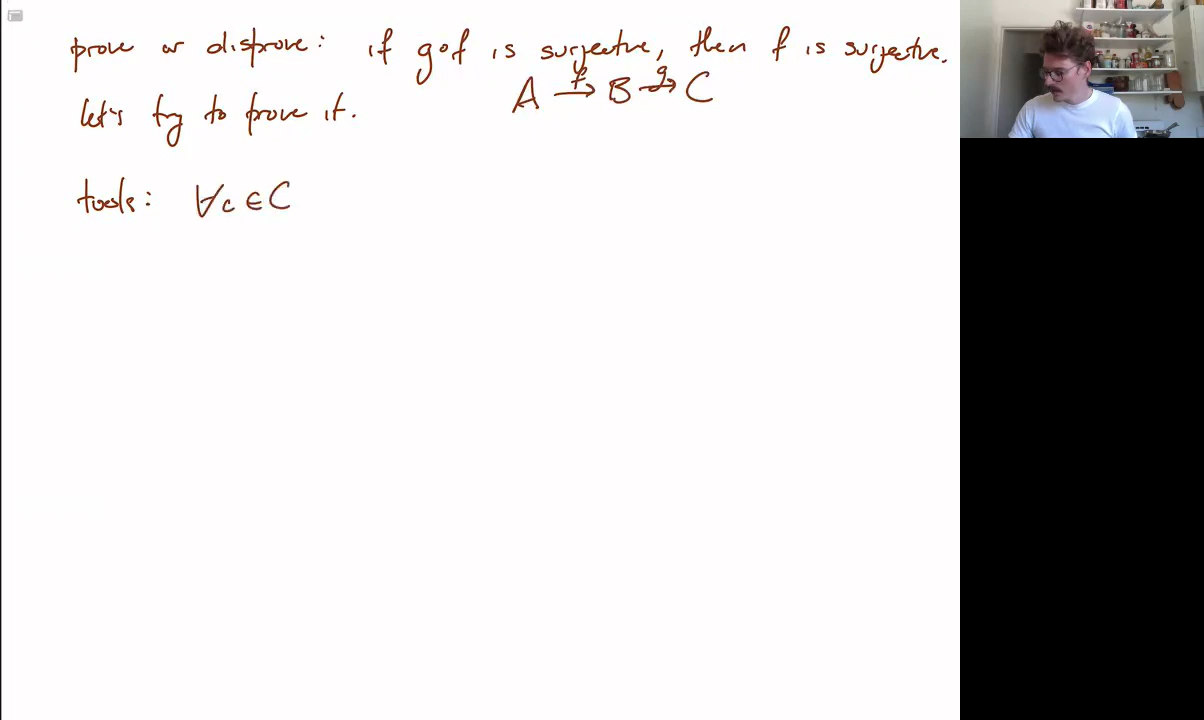 prove or disprove: if g∘f is surjective, then f is surjective.
A →f B →g C
let's try to prove it.
tools: ∀c ∈ C